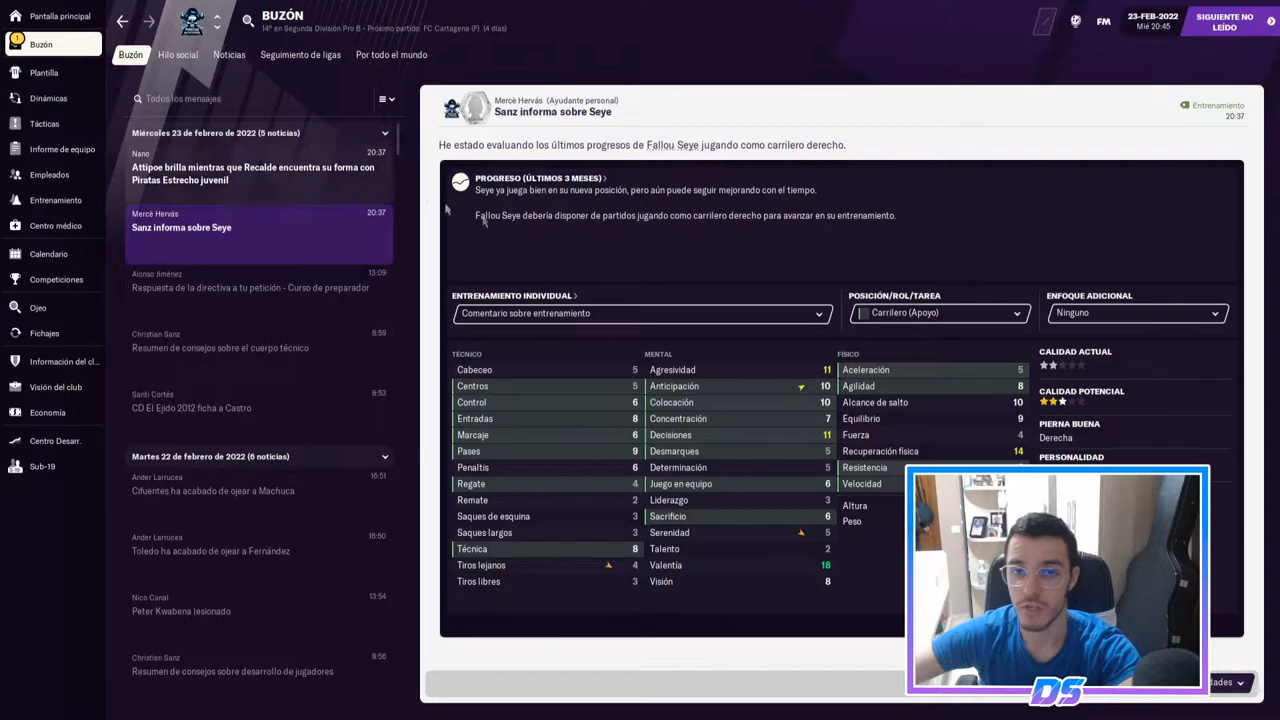 Pantalla principal
1
Buzón
Plantilla
Dinámicas
Tácticas
Informe de equipo
Empleados
Entrenamiento
Centro médico
Calendario
Competiciones
Ojeo
Fichajes
Información del cl...
Visión del club
Economía
Centro Desarr.
Sub-19
BUZÓN
14º en Segunda División Pro B - Próximo partido: FC Cartagena (F) (4 días)
FM
23-FEB-2022
Mié 20:45
SIGUIENTE NO LEÍDO
Buzón
Hilo social
Noticias
Seguimiento de ligas
Por todo el mundo
Todos los mensajes
Miércoles 23 de febrero de 2022 (5 noticias)
Nano 20:37
Attipoe brilla mientras que Recalde encuentra su forma con
Piratas Estrecho juvenil
Mercè Hervás 20:37
Sanz informa sobre Seye
Alonso Jiménez 13:09
Respuesta de la directiva a tu petición - Curso de preparador
Christian Sanz 8:59
Resumen de consejos sobre el cuerpo técnico
Santi Cortés 8:53
CD El Ejido 2012 ficha a Castro
Martes 22 de febrero de 2022 (6 noticias)
Ander Larrucea 16:51
Cifuentes ha acabado de ojear a Machuca
Ander Larrucea 16:50
Toledo ha acabado de ojear a Fernández
Nico Canal 13:54
Peter Kwabena lesionado
Christian Sanz 8:56
Resumen de consejos sobre desarrollo de jugadores
Mercè Hervás (Ayudante personal)
Sanz informa sobre Seye
Entrenamiento
20:37
He estado evaluando los últimos progresos de Fallou Seye jugando como carrilero derecho.
PROGRESO (ÚLTIMOS 3 MESES)
Seye ya juega bien en su nueva posición, pero aún puede seguir mejorando con el tiempo.
Fallou Seye debería disponer de partidos jugando como carrilero derecho para avanzar en su entrenamiento.
ENTRENAMIENTO INDIVIDUAL
Comentario sobre entrenamiento
POSICIÓN/ROL/TAREA
Carrilero (Apoyo)
ENFOQUE ADICIONAL
Ninguno
TÉCNICO
Cabeceo 5
Centros 5
Control 6
Entradas 8
Marcaje 6
Pases 9
Penaltis 6
Regate 4
Remate 2
Saques de esquina 3
Saques largos 3
Técnica 8
Tiros lejanos 4
Tiros libres 3
MENTAL
Agresividad 11
Anticipación 10
Colocación 10
Concentración 7
Decisiones 11
Desmarques 5
Determinación 5
Juego en equipo 6
Liderazgo 3
Sacrificio 6
Serenidad 5
Talento 2
Valentía 18
Visión 8
FÍSICO
Aceleración 5
Agilidad 8
Alcance de salto 10
Equilibrio 9
Fuerza 4
Recuperación física 14
Resistencia
Velocidad
Altura
Peso
CALIDAD ACTUAL
CALIDAD POTENCIAL
PIERNA BUENA
Derecha
PERSONALIDAD
DS